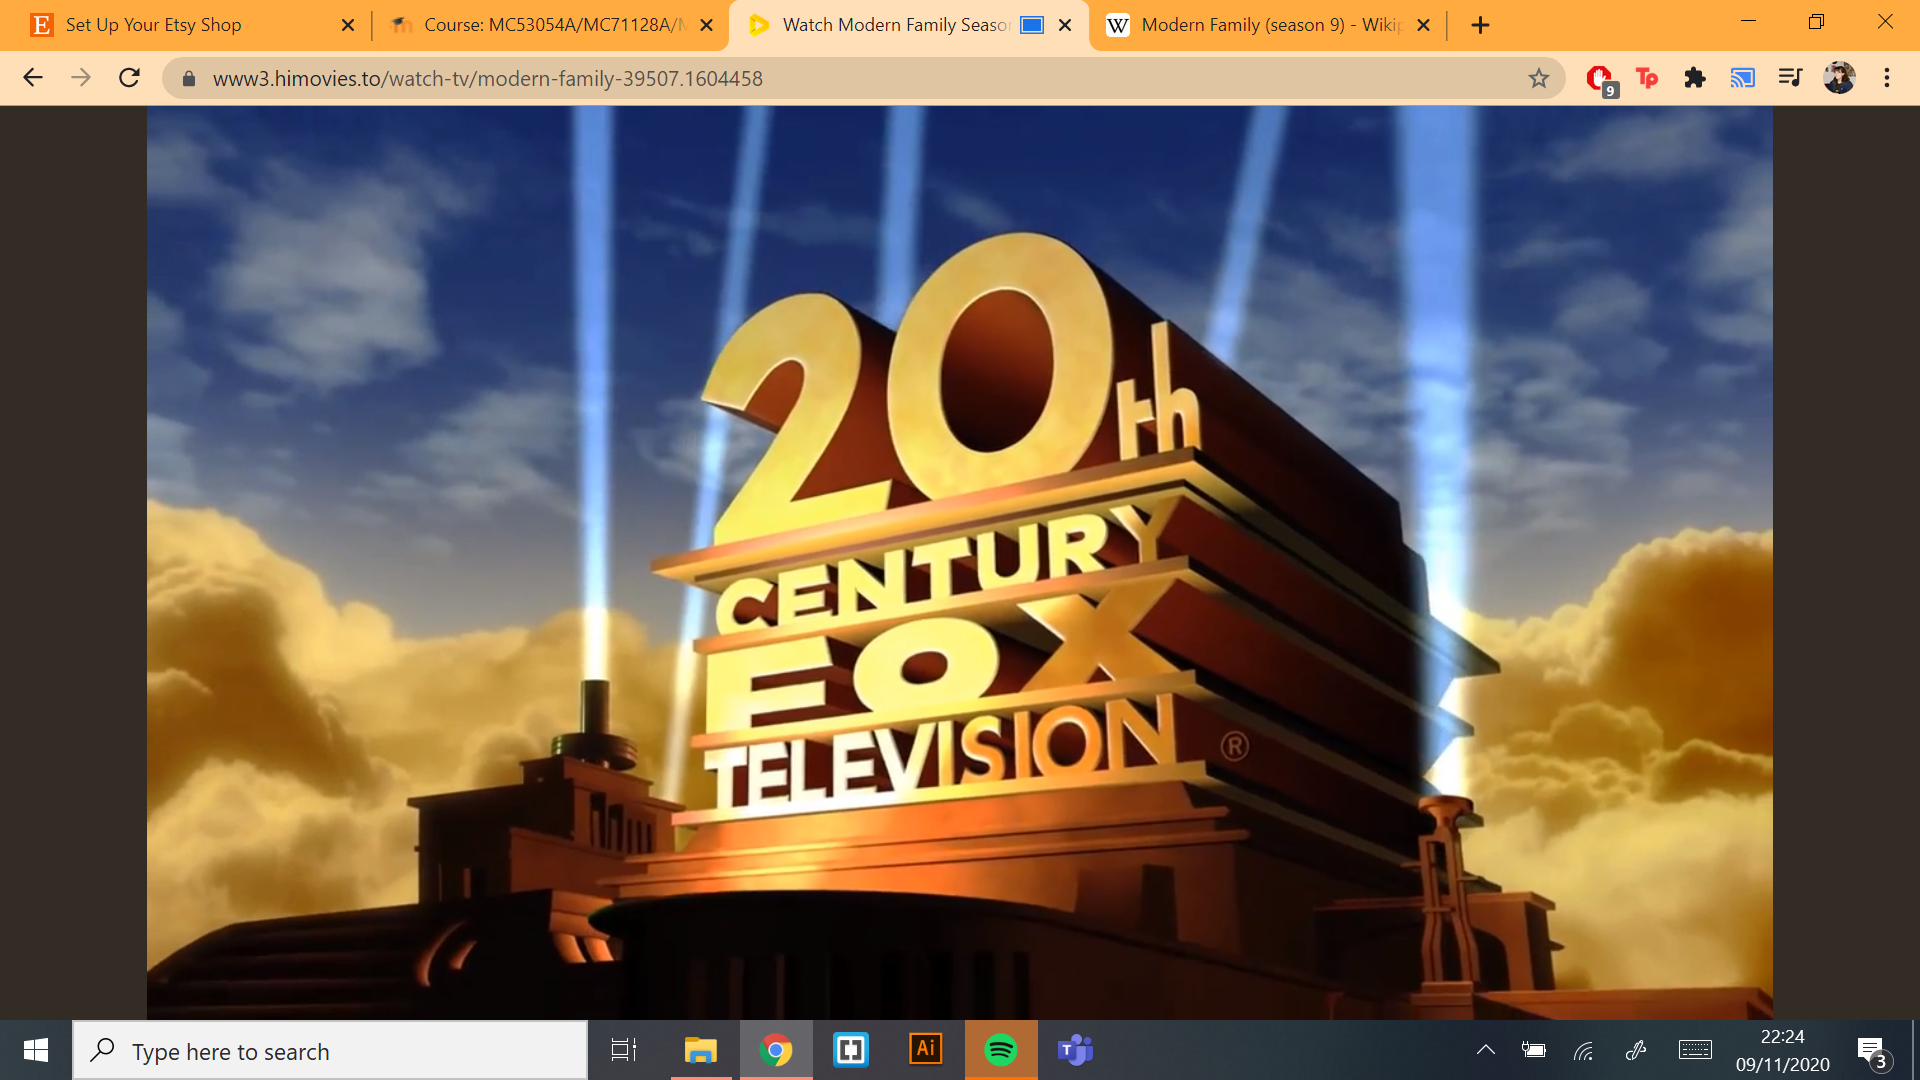 Set Up Your Etsy Shop
Course: MC53054A/MC71128A/M
Watch Modern Family Season
Modern Family (season 9) - Wikip
www3.himovies.to/watch-tv/modern-family-39507.1604458
9
20th
CENTURY
FOX
TELEVISION ®
Type here to search
Ai
22:24
09/11/2020
3